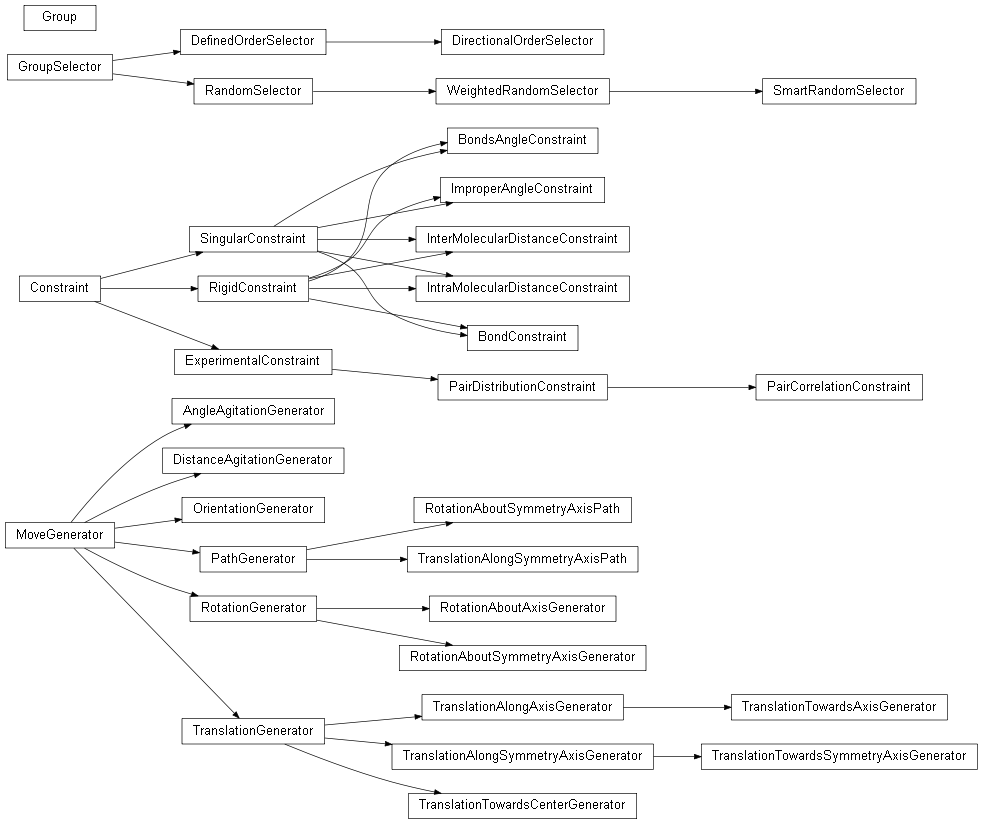 Group
DefinedOrderSelector
DirectionalOrderSelector
GroupSelector
RandomSelector
WeightedRandomSelector
SmartRandomSelector
BondsAngleConstraint
ImproperAngleConstraint
SingularConstraint
InterMolecularDistanceConstraint
Constraint
RigidConstraint
IntraMolecularDistanceConstraint
BondConstraint
ExperimentalConstraint
PairDistributionConstraint
PairCorrelationConstraint
AngleAgitationGenerator
DistanceAgitationGenerator
OrientationGenerator
RotationAboutSymmetryAxisPath
MoveGenerator
PathGenerator
TranslationAlongSymmetryAxisPath
RotationGenerator
RotationAboutAxisGenerator
RotationAboutSymmetryAxisGenerator
TranslationAlongAxisGenerator
TranslationTowardsAxisGenerator
TranslationGenerator
TranslationAlongSymmetryAxisGenerator
TranslationTowardsSymmetryAxisGenerator
TranslationTowardsCenterGenerator